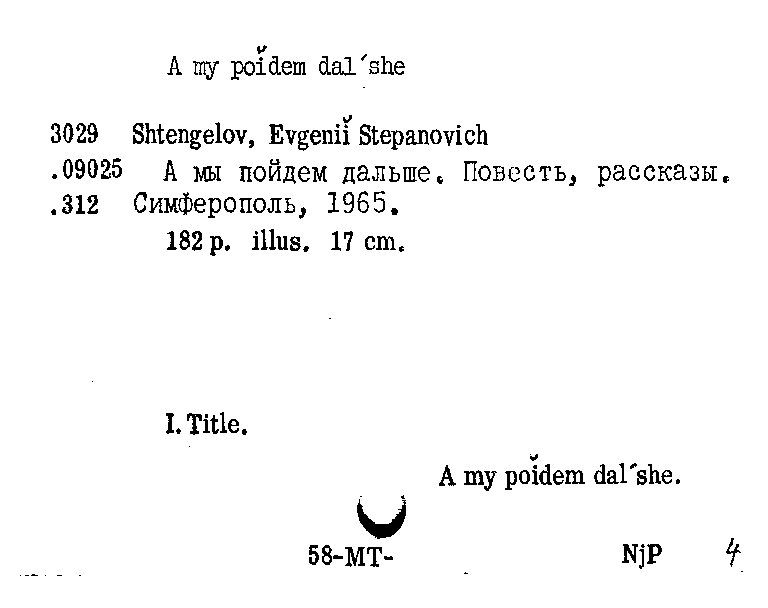 A my poĭdem dal´she
3029 Shtengelov, Evgeniĭ Stepanovich
.09025 А мы пойдем дальше. Повесть, рассказы.
.312 Симферополь, 1965.
182 p. illus. 17 cm.
I. Title.
A my poĭdem dal´she.
58-MT- NjP 4